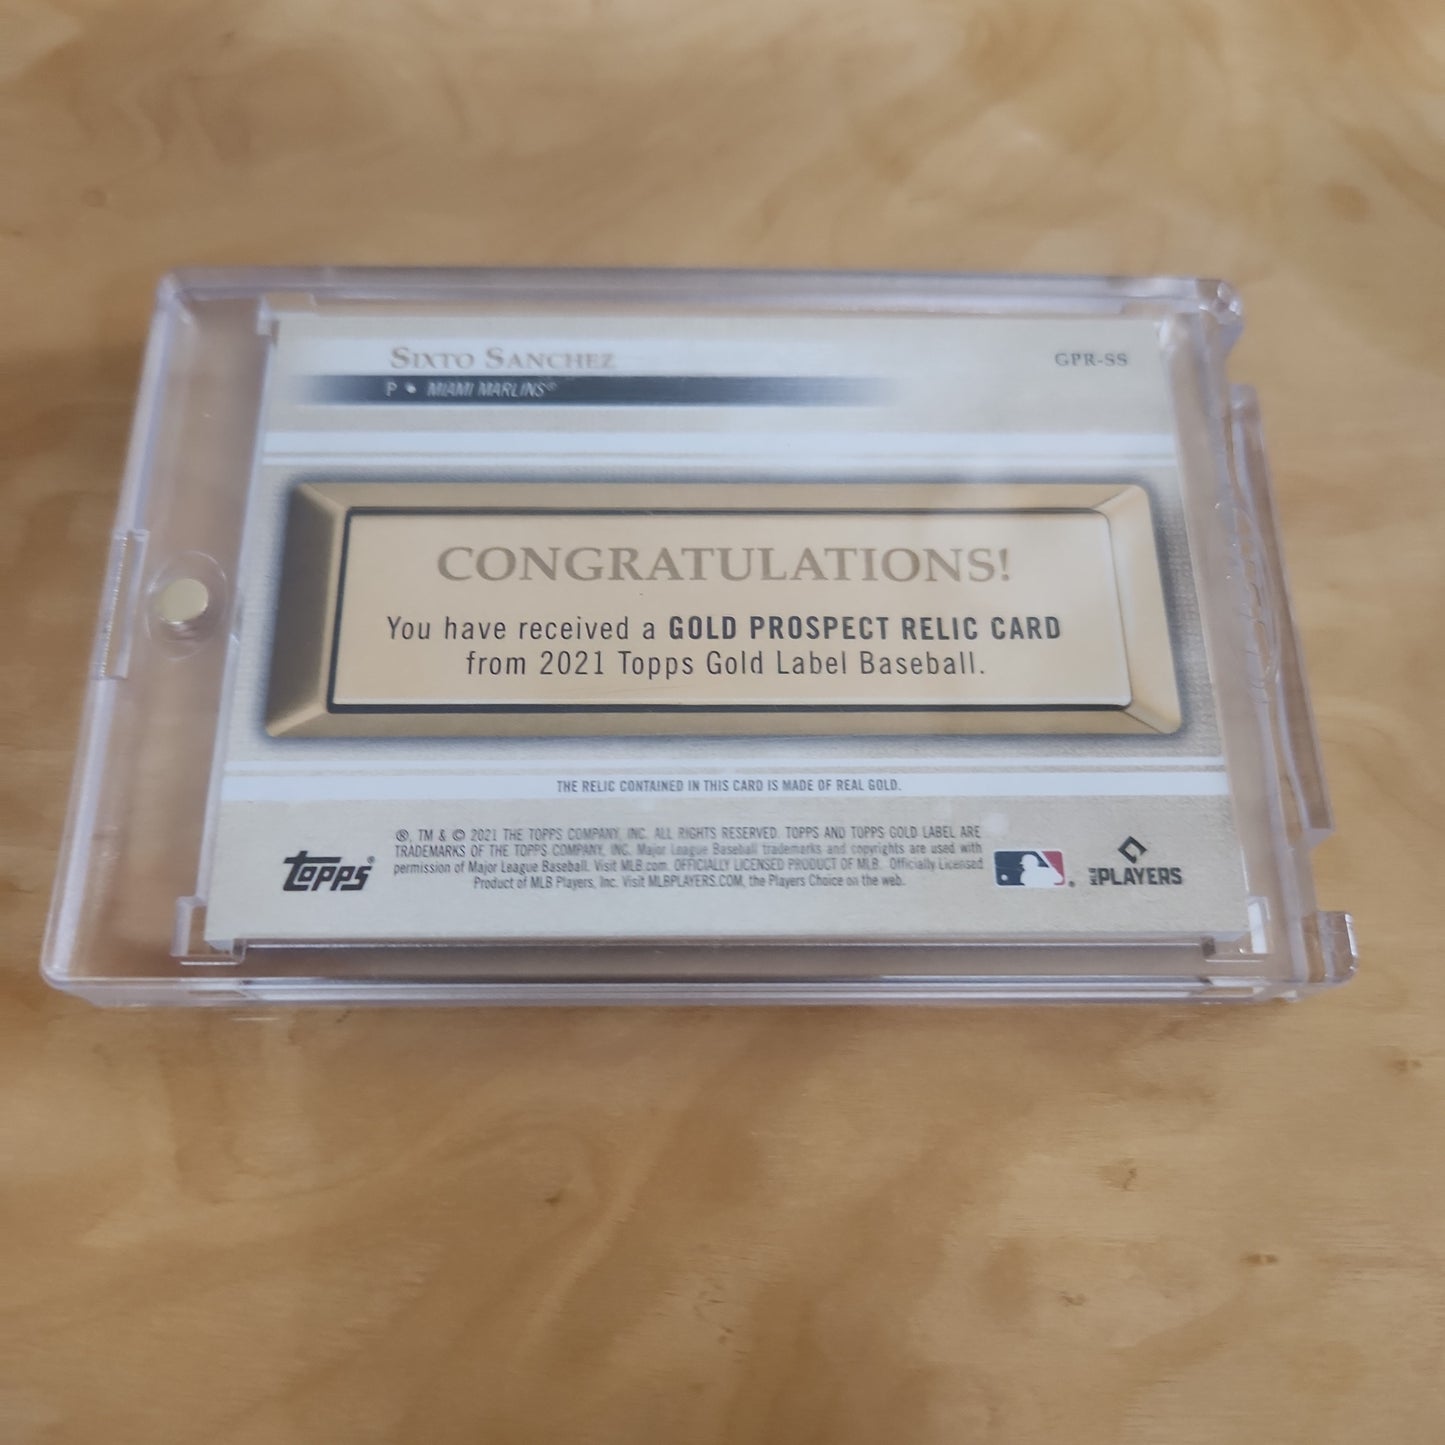 SIXTO SANCHEZ
GPR-SS
P • MIAMI MARLINS®
CONGRATULATIONS!
You have received a GOLD PROSPECT RELIC CARD
from 2021 Topps Gold Label Baseball.
THE RELIC CONTAINED IN THIS CARD IS MADE OF REAL GOLD.
®, TM & © 2021 THE TOPPS COMPANY, INC. ALL RIGHTS RESERVED. TOPPS AND TOPPS GOLD LABEL ARE
TRADEMARKS OF THE TOPPS COMPANY, INC. Major League Baseball trademarks and copyrights are used with
permission of Major League Baseball. Visit MLB.com. OFFICIALLY LICENSED PRODUCT OF MLB. Officially Licensed
Product of MLB Players, Inc. Visit MLBPLAYERS.COM, the Players Choice on the web.
topps®
MLB PLAYERS